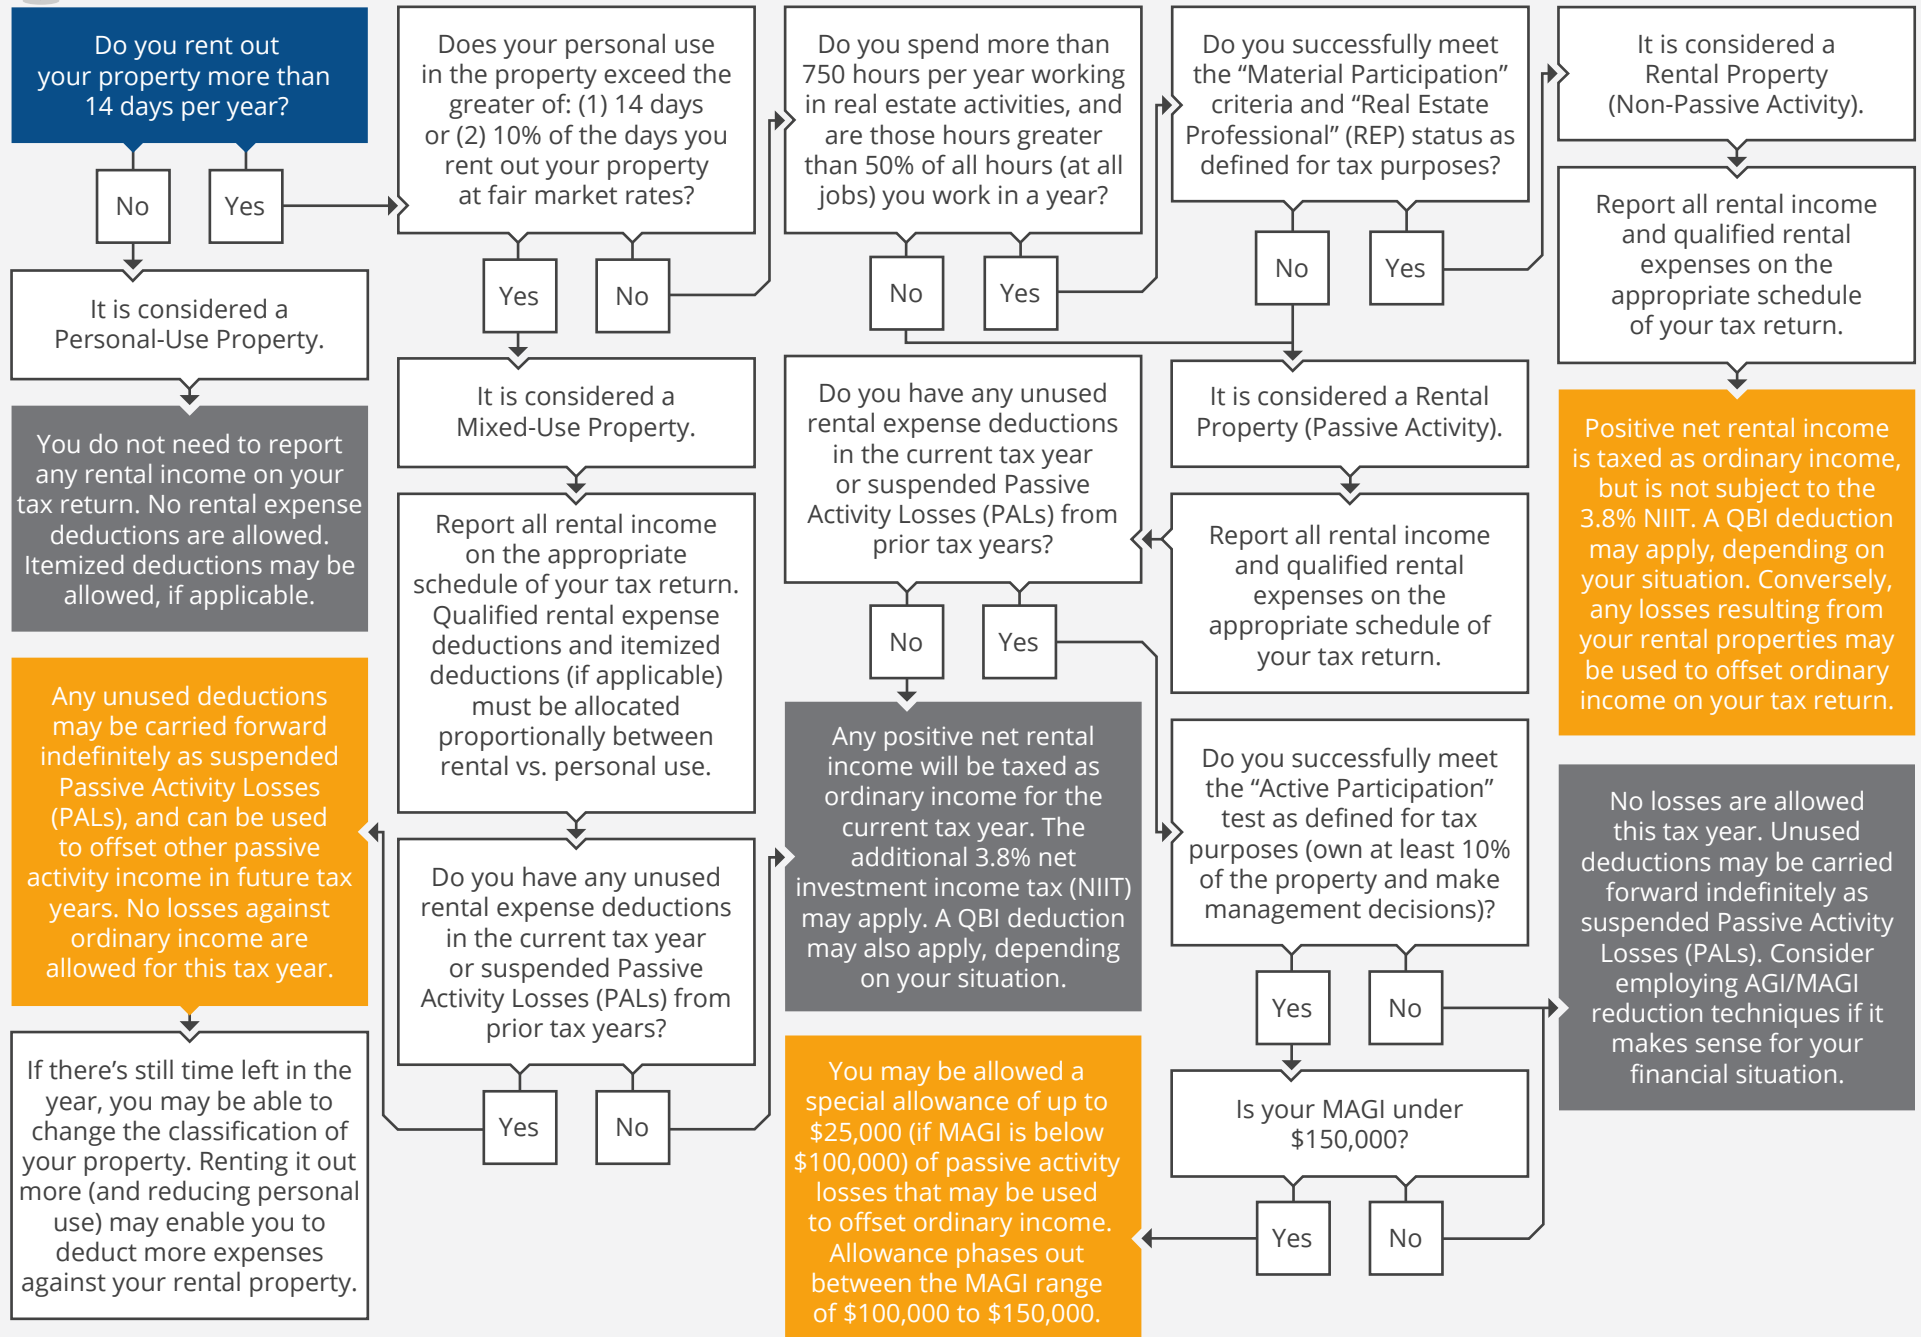 Do you rent out
your property more than
14 days per year?
No
Yes
It is considered a
Personal-Use Property.
You do not need to report
any rental income on your
tax return. No rental expense
deductions are allowed.
Itemized deductions may be
allowed, if applicable.
Any unused deductions
may be carried forward
indefinitely as suspended
Passive Activity Losses
(PALs), and can be used
to offset other passive
activity income in future tax
years. No losses against
ordinary income are
allowed for this tax year.
If there’s still time left in the
year, you may be able to
change the classification of
your property. Renting it out
more (and reducing personal
use) may enable you to
deduct more expenses
against your rental property.
Does your personal use
in the property exceed the
greater of: (1) 14 days
or (2) 10% of the days you
rent out your property
at fair market rates?
Yes
No
It is considered a
Mixed-Use Property.
Report all rental income
on the appropriate
schedule of your tax return.
Qualified rental expense
deductions and itemized
deductions (if applicable)
must be allocated
proportionally between
rental vs. personal use.
Do you have any unused
rental expense deductions
in the current tax year
or suspended Passive
Activity Losses (PALs) from
prior tax years?
Yes
No
Do you spend more than
750 hours per year working
in real estate activities, and
are those hours greater
than 50% of all hours (at all
jobs) you work in a year?
No
Yes
Do you have any unused
rental expense deductions
in the current tax year
or suspended Passive
Activity Losses (PALs) from
prior tax years?
No
Yes
Any positive net rental
income will be taxed as
ordinary income for the
current tax year. The
additional 3.8% net
investment income tax (NIIT)
may apply. A QBI deduction
may also apply, depending
on your situation.
You may be allowed a
special allowance of up to
$25,000 (if MAGI is below
$100,000) of passive activity
losses that may be used
to offset ordinary income.
Allowance phases out
between the MAGI range
of $100,000 to $150,000.
Do you successfully meet
the “Material Participation”
criteria and “Real Estate
Professional” (REP) status as
defined for tax purposes?
No
Yes
It is considered a Rental
Property (Passive Activity).
Report all rental income
and qualified rental
expenses on the
appropriate schedule of
your tax return.
Do you successfully meet
the “Active Participation”
test as defined for tax
purposes (own at least 10%
of the property and make
management decisions)?
Yes
No
Is your MAGI under
$150,000?
Yes
No
It is considered a
Rental Property
(Non-Passive Activity).
Report all rental income
and qualified rental
expenses on the
appropriate schedule
of your tax return.
Positive net rental income
is taxed as ordinary income,
but is not subject to the
3.8% NIIT. A QBI deduction
may apply, depending on
your situation. Conversely,
any losses resulting from
your rental properties may
be used to offset ordinary
income on your tax return.
No losses are allowed
this tax year. Unused
deductions may be carried
forward indefinitely as
suspended Passive Activity
Losses (PALs). Consider
employing AGI/MAGI
reduction techniques if it
makes sense for your
financial situation.